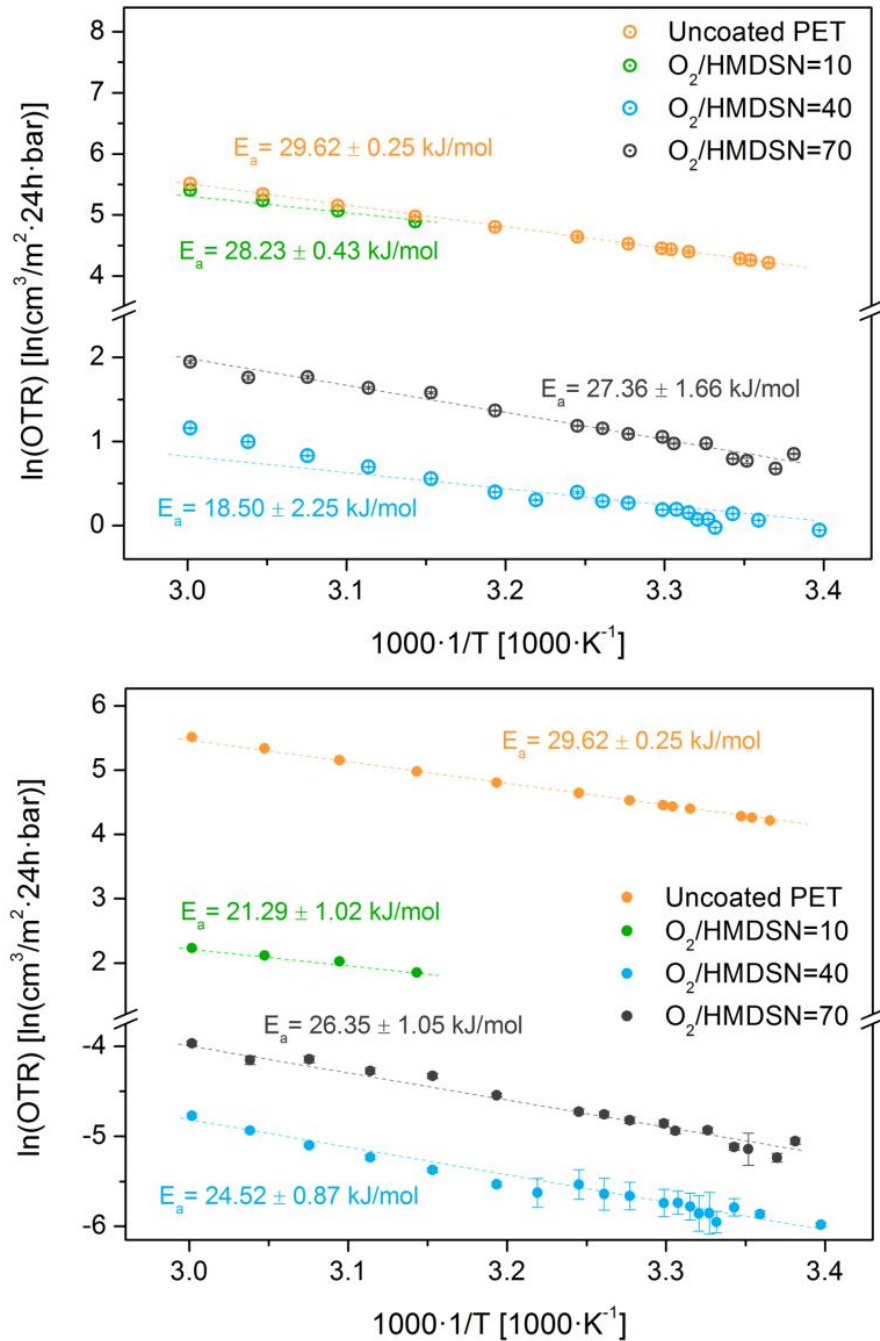 8
7
6
5
4
2
1
0
ln(OTR) [ln(cm³/m²·24h·bar)]
Uncoated PET
O₂/HMDSN=10
O₂/HMDSN=40
O₂/HMDSN=70
Eₐ= 29.62 ± 0.25 kJ/mol
Eₐ= 28.23 ± 0.43 kJ/mol
Eₐ= 27.36 ± 1.66 kJ/mol
Eₐ= 18.50 ± 2.25 kJ/mol
3.0 3.1 3.2 3.3 3.4
1000·1/T [1000·K⁻¹]
6
5
4
3
2
-4
-5
-6
ln(OTR) [ln(cm³/m²·24h·bar)]
Eₐ= 29.62 ± 0.25 kJ/mol
Eₐ= 21.29 ± 1.02 kJ/mol
Uncoated PET
O₂/HMDSN=10
O₂/HMDSN=40
O₂/HMDSN=70
Eₐ= 26.35 ± 1.05 kJ/mol
Eₐ= 24.52 ± 0.87 kJ/mol
3.0 3.1 3.2 3.3 3.4
1000·1/T [1000·K⁻¹]